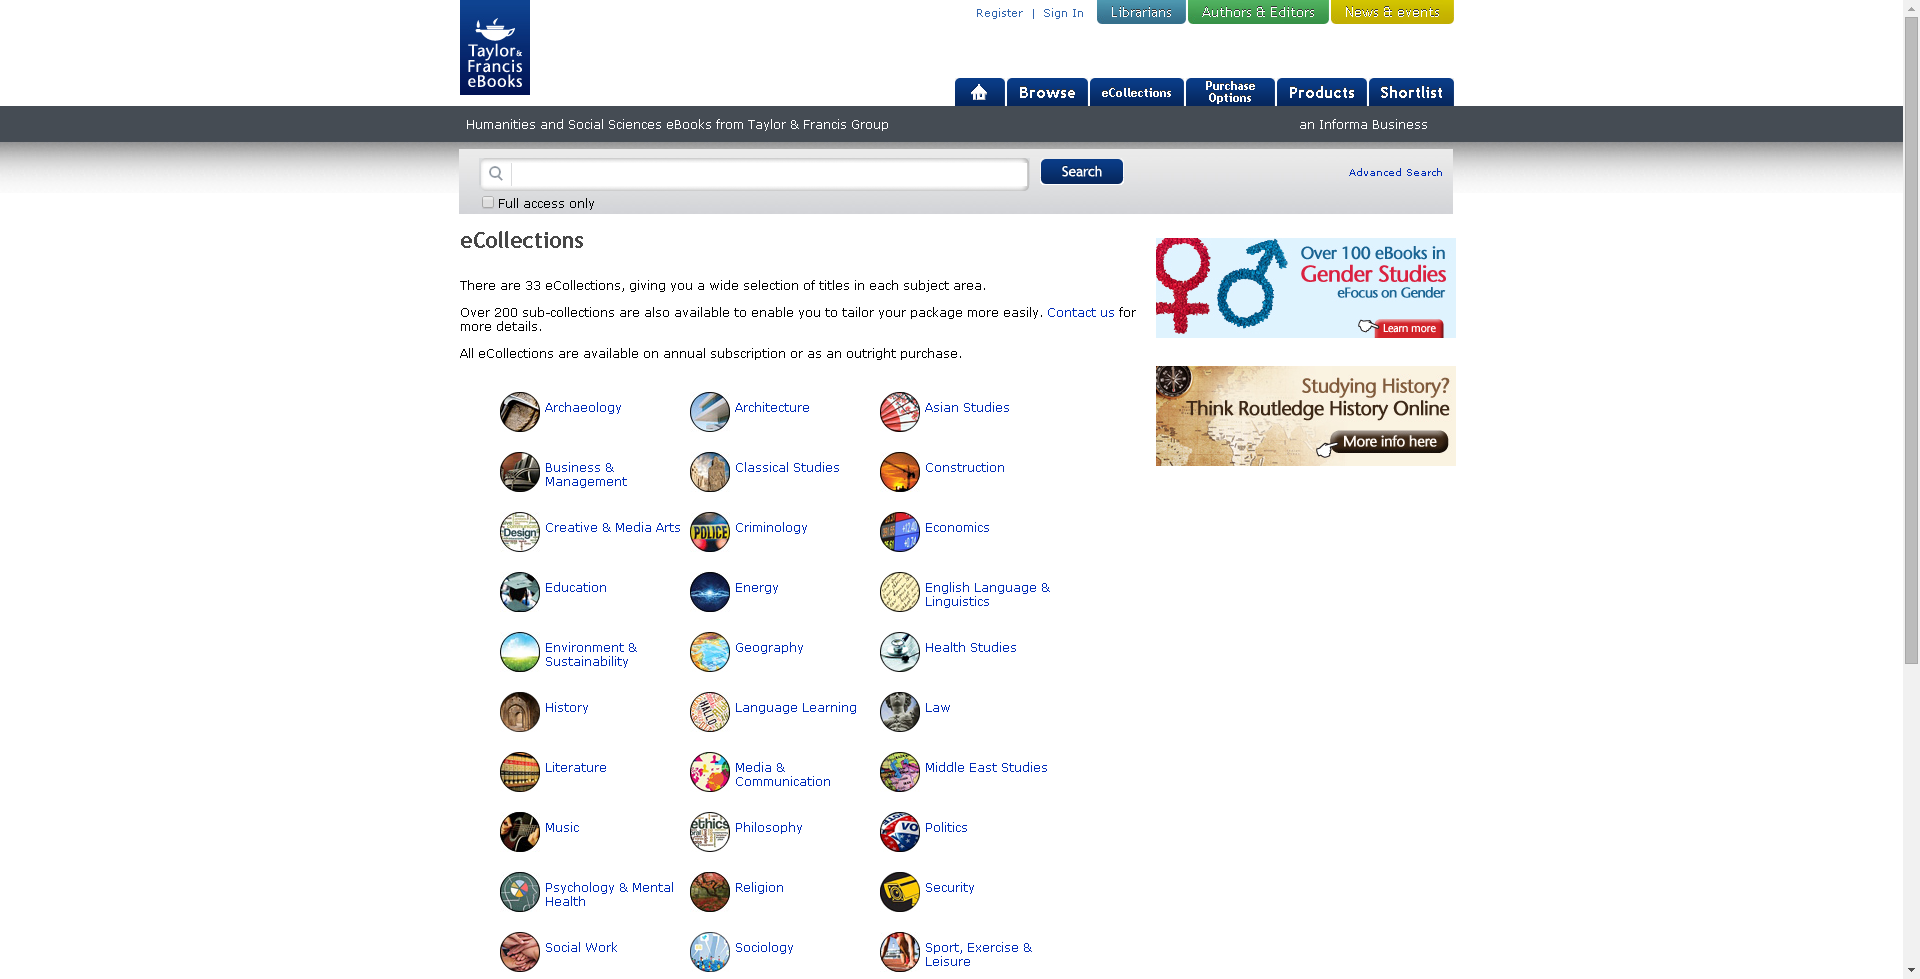 Taylor &
Francis
eBooks
Register | Sign In
Librarians
Authors & Editors
News & events
Browse
eCollections
Purchase
Options
Products
Shortlist
Humanities and Social Sciences eBooks from Taylor & Francis Group
an Informa Business
Search
Advanced Search
Full access only
eCollections
There are 33 eCollections, giving you a wide selection of titles in each subject area.
Over 200 sub-collections are also available to enable you to tailor your package more easily. Contact us for
more details.
All eCollections are available on annual subscription or as an outright purchase.
Over 100 eBooks in
Gender Studies
eFocus on Gender
Learn more
Studying History?
Think Routledge History Online
More info here
Archaeology
Architecture
Asian Studies
Business &
Management
Classical Studies
Construction
Design
Creative & Media Arts
POLICE
Criminology
Economics
Education
Energy
English Language &
Linguistics
Environment &
Sustainability
Geography
Health Studies
History
HALLO
Language Learning
Law
Literature
Media &
Communication
Middle East Studies
Music
ethics
Philosophy
VO
Politics
Psychology & Mental
Health
Religion
Security
Social Work
Sociology
Sport, Exercise &
Leisure